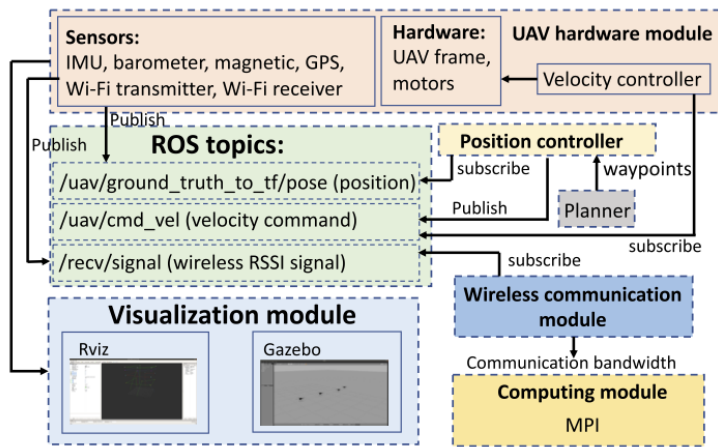 Sensors:
IMU, barometer, magnetic, GPS,
Wi-Fi transmitter, Wi-Fi receiver
Hardware:
UAV frame,
motors
UAV hardware module
Velocity controller
Publish
Publish
ROS topics:
/uav/ground_truth_to_tf/pose (position)
/uav/cmd_vel (velocity command)
/recv/signal (wireless RSSI signal)
Position controller
subscribe
waypoints
Publish
Planner
subscribe
subscribe
Wireless communication
module
Visualization module
Rviz
Gazebo
Communication bandwidth
Computing module
MPI